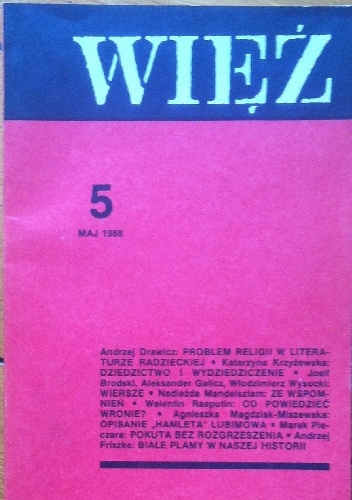 WIĘŹ
5
MAJ 1988
Andrzej Drawicz: PROBLEM RELIGII W LITERA-
TURZE RADZIECKIEJ • Katarzyna Krzyżewska:
DZIEDZICTWO I WYDZIEDZICZENIE • Josif
Brodski, Aleksander Galicz, Włodzimierz Wysocki:
WIERSZE • Nadieżda Mandelsztam: ZE WSPOM-
NIEŃ • Walentin Rasputin: CO POWIEDZIEĆ
WRONIE? • Agnieszka Magdziak-Miszewska:
OPISANIE „HAMLETA" LUBIMOWA • Marek Pie-
czara: POKUTA BEZ ROZGRZESZENIA • Andrzej
Friszke: BIAŁE PLAMY W NASZEJ HISTORII